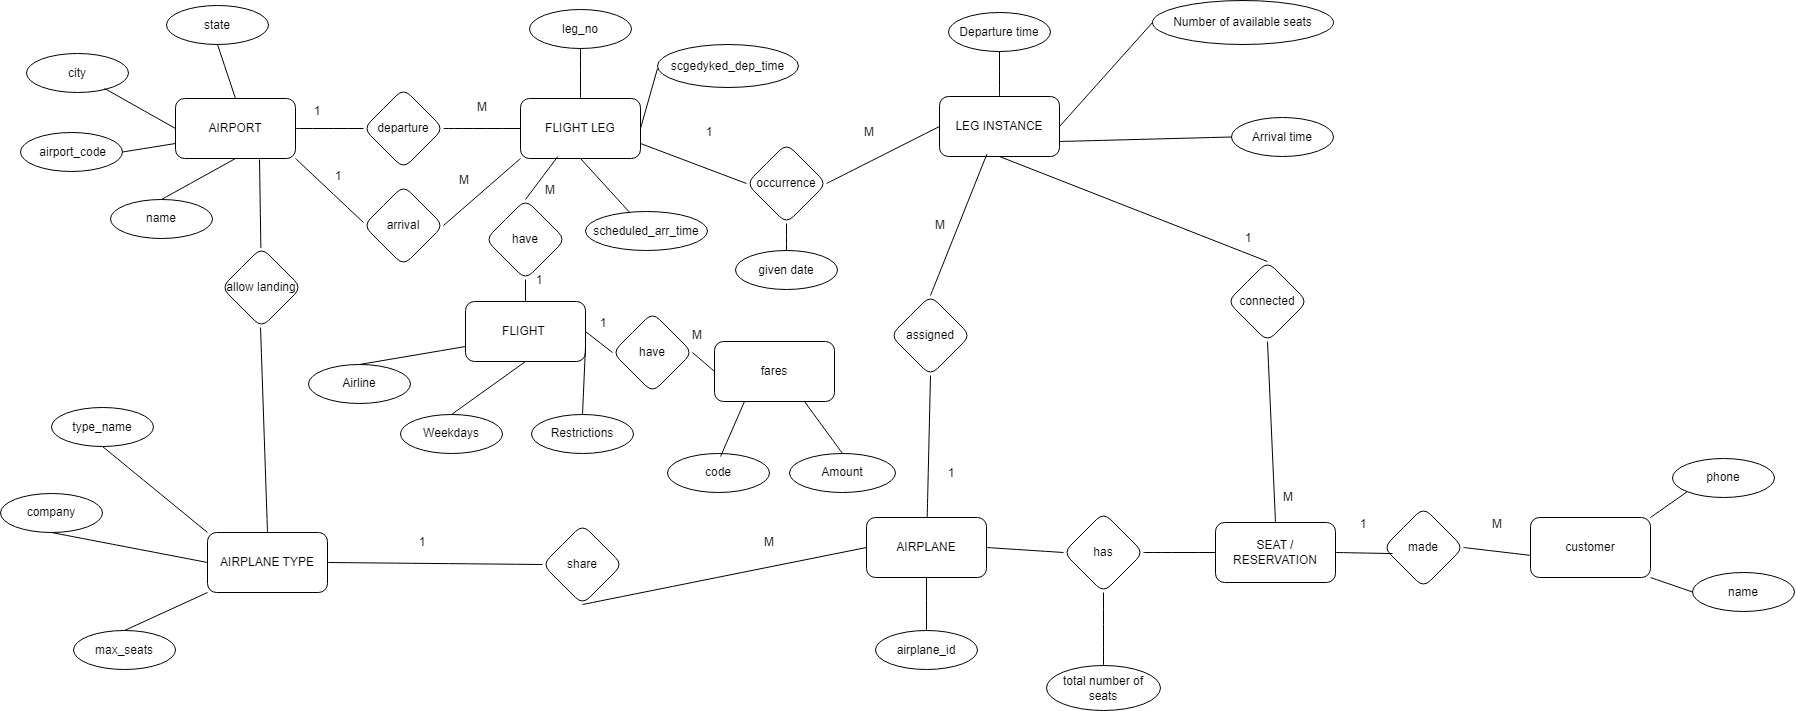 state
leg_no
Departure time
Number of available seats
city
scgedyked_dep_time
1
M
AIRPORT
departure
FLIGHT LEG
1
M
LEG INSTANCE
Arrival time
airport_code
1
M
M
occurrence
name
arrival
have
scheduled_arr_time
M
1
given date
allow landing
1
connected
FLIGHT
1
have
M
assigned
fares
Airline
type_name
Weekdays
Restrictions
code
Amount
1
phone
company
M
1
M
AIRPLANE TYPE
1
share
M
AIRPLANE
has
SEAT /
RESERVATION
made
customer
name
max_seats
airplane_id
total number of
seats